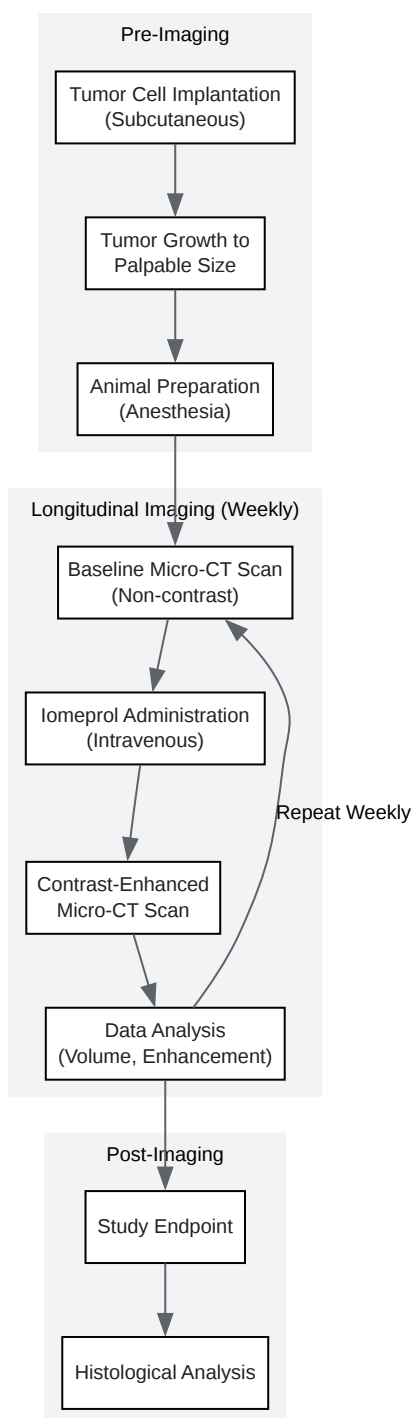 Pre-Imaging
Tumor Cell Implantation
(Subcutaneous)
Tumor Growth to
Palpable Size
Animal Preparation
(Anesthesia)
Longitudinal Imaging (Weekly)
Baseline Micro-CT Scan
(Non-contrast)
Iomeprol Administration
(Intravenous)
Repeat Weekly
Contrast-Enhanced
Micro-CT Scan
Data Analysis
(Volume, Enhancement)
Post-Imaging
Study Endpoint
Histological Analysis